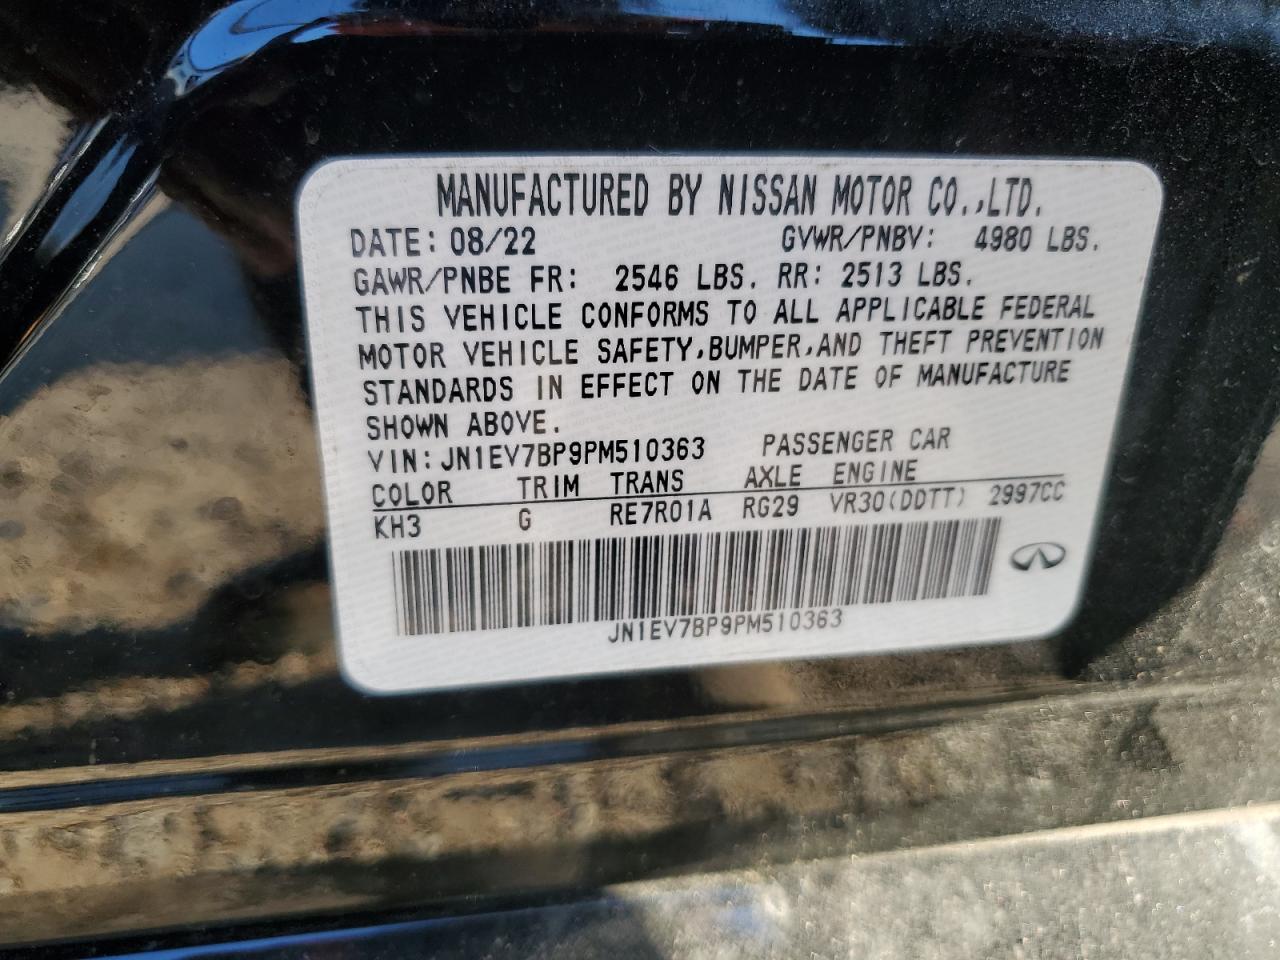 MANUFACTURED BY NISSAN MOTOR CO.,LTD.
DATE: 08/22 GVWR/PNBV: 4980 LBS.
GAWR/PNBE FR: 2546 LBS. RR: 2513 LBS.
THIS VEHICLE CONFORMS TO ALL APPLICABLE FEDERAL
MOTOR VEHICLE SAFETY,BUMPER,AND THEFT PREVENTION
STANDARDS IN EFFECT ON THE DATE OF MANUFACTURE
SHOWN ABOVE.
VIN: JN1EV7BP9PM510363 PASSENGER CAR
COLOR TRIM TRANS AXLE ENGINE
KH3 G RE7R01A RG29 VR30(DDTT) 2997CC
JN1EV7BP9PM510363